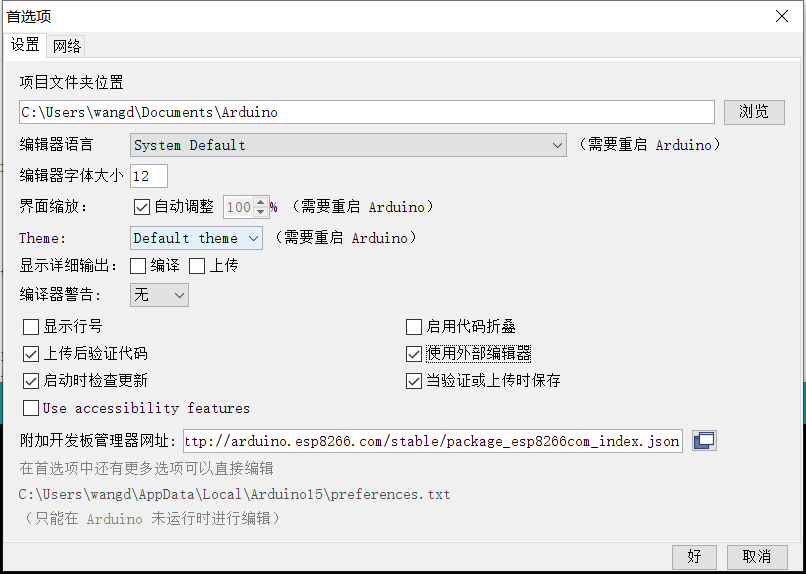 首选项
设置 网络
项目文件夹位置
C:\Users\wangd\Documents\Arduino 浏览
编辑器语言 System Default （需要重启 Arduino）
编辑器字体大小 12
界面缩放： 自动调整 100 % （需要重启 Arduino）
Theme: Default theme （需要重启 Arduino）
显示详细输出： 编译 上传
编译器警告: 无
显示行号 启用代码折叠
上传后验证代码 使用外部编辑器
启动时检查更新 当验证或上传时保存
Use accessibility features
附加开发板管理器网址: ttp://arduino.esp8266.com/stable/package_esp8266com_index.json
在首选项中还有更多选项可以直接编辑
C:\Users\wangd\AppData\Local\Arduino15\preferences.txt
（只能在 Arduino 未运行时进行编辑）
好 取消